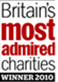 Britain's
most
admired
charities
WINNER 2010